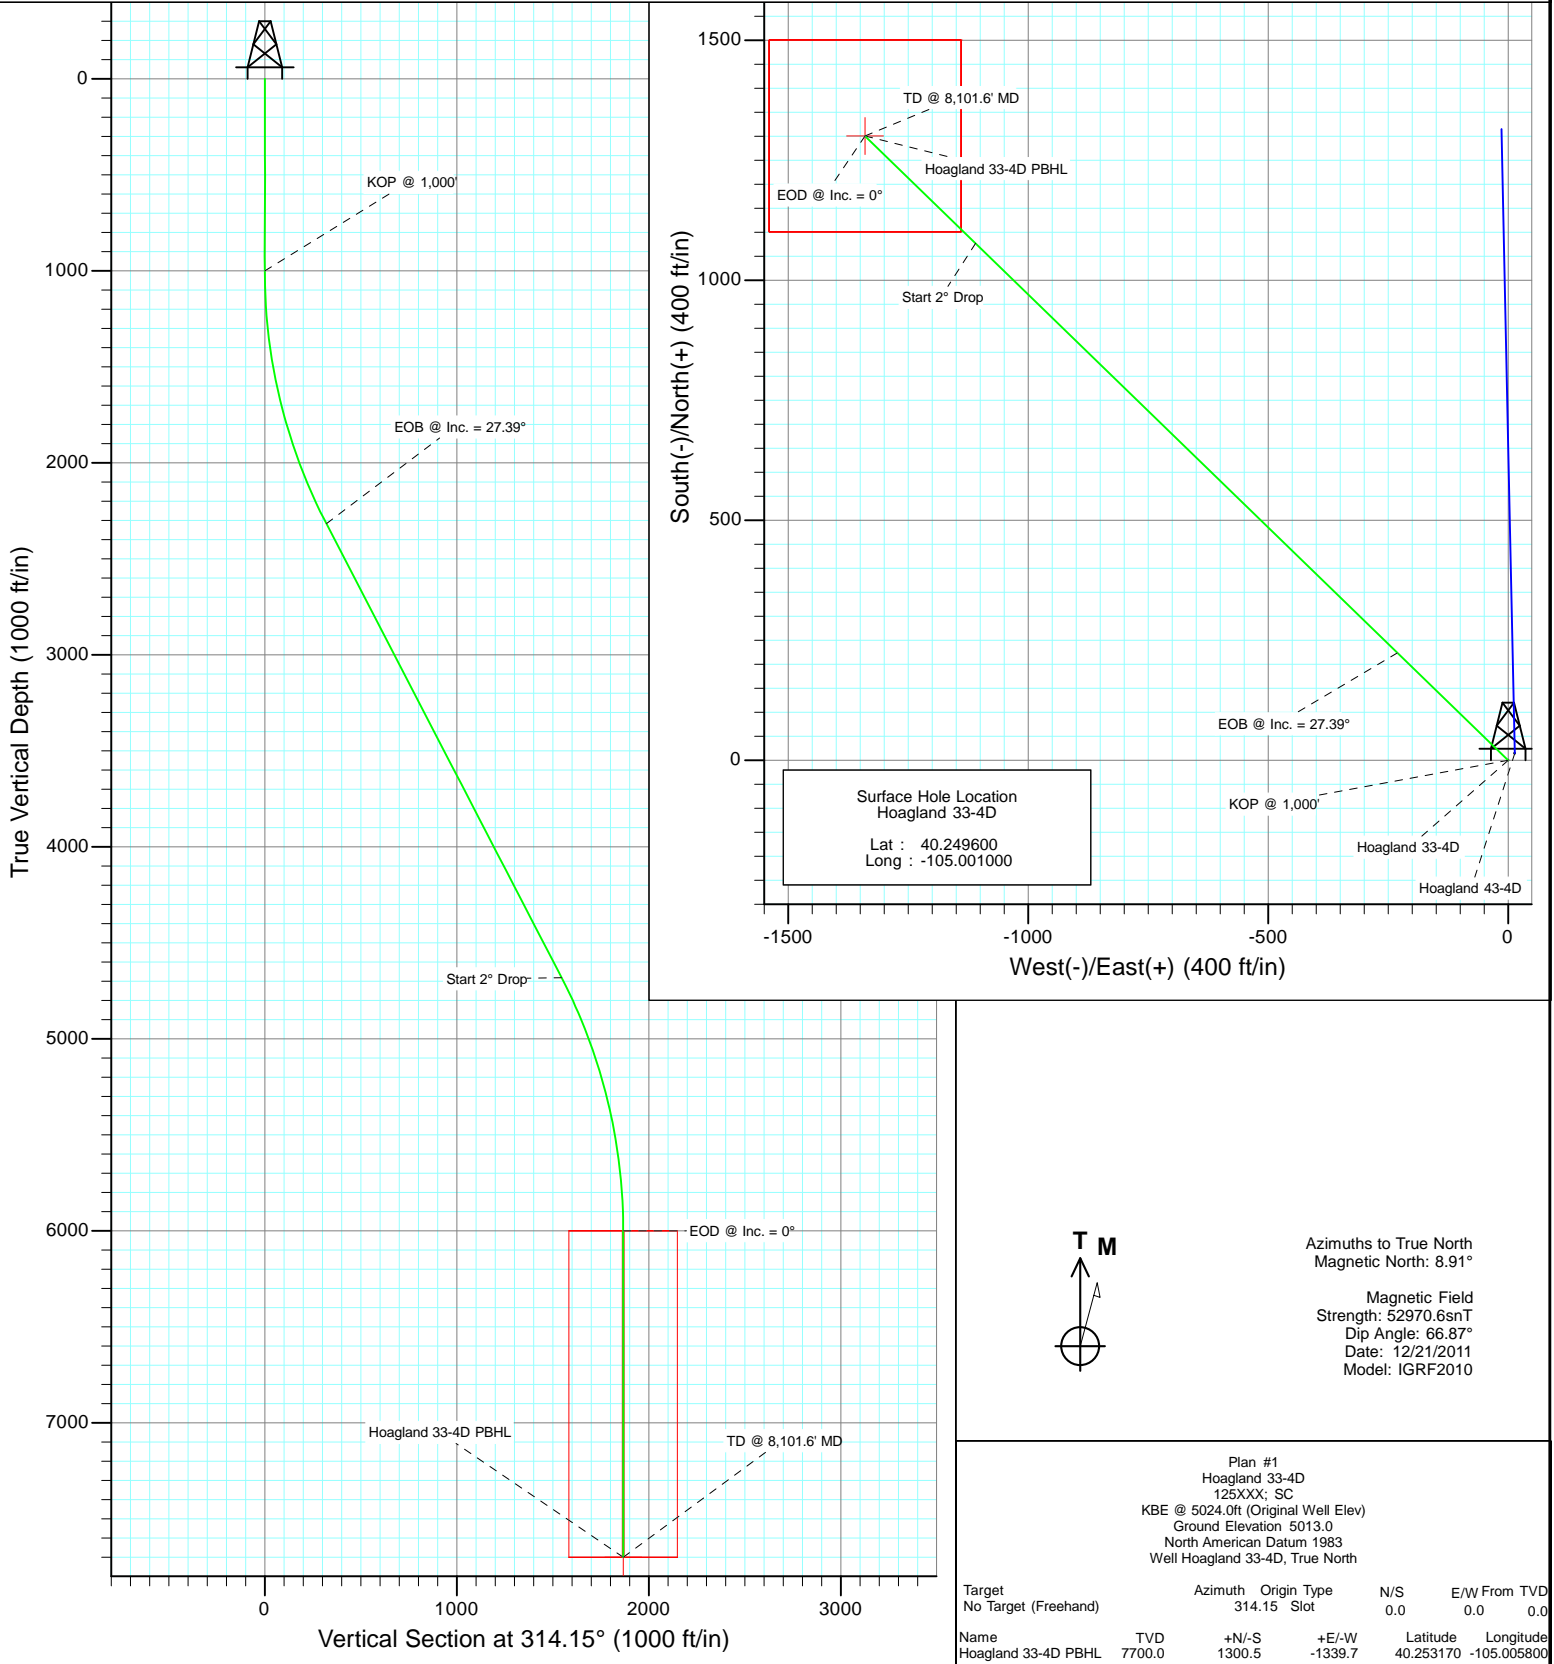 0
1000
2000
3000
4000
5000
6000
7000
True Vertical Depth (1000 ft/in)
KOP @ 1,000'
EOB @ Inc. = 27.39°
Start 2° Drop
EOD @ Inc. = 0°
Hoagland 33-4D PBHL
TD @ 8,101.6' MD
0
1000
2000
3000
Vertical Section at 314.15° (1000 ft/in)
1500
1000
500
0
South(-)/North(+) (400 ft/in)
TD @ 8,101.6' MD
Hoagland 33-4D PBHL
EOD @ Inc. = 0°
Start 2° Drop
EOB @ Inc. = 27.39°
KOP @ 1,000'
Hoagland 33-4D
Hoagland 43-4D
Surface Hole Location
Hoagland 33-4D
Lat : 40.249600
Long : -105.001000
-1500
-1000
-500
0
West(-)/East(+) (400 ft/in)
T M
Azimuths to True North
Magnetic North: 8.91°
Magnetic Field
Strength: 52970.6snT
Dip Angle: 66.87°
Date: 12/21/2011
Model: IGRF2010
Plan #1
Hoagland 33-4D
125XXX; SC
KBE @ 5024.0ft (Original Well Elev)
Ground Elevation 5013.0
North American Datum 1983
Well Hoagland 33-4D, True North
Target Azimuth Origin Type N/S E/W From TVD
No Target (Freehand) 314.15 Slot 0.0 0.0 0.0
Name TVD +N/-S +E/-W Latitude Longitude
Hoagland 33-4D PBHL 7700.0 1300.5 -1339.7 40.253170 -105.005800